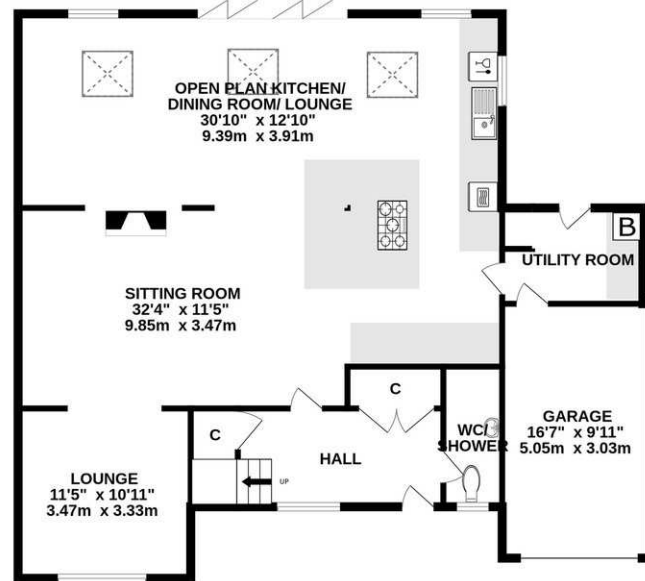 OPEN PLAN KITCHEN/
DINING ROOM/ LOUNGE
30'10" x 12'10"
9.39m x 3.91m
B
UTILITY ROOM
SITTING ROOM
32'4" x 11'5"
9.85m x 3.47m
C
C
WC/
SHOWER
GARAGE
16'7" x 9'11"
5.05m x 3.03m
HALL
UP
LOUNGE
11'5" x 10'11"
3.47m x 3.33m